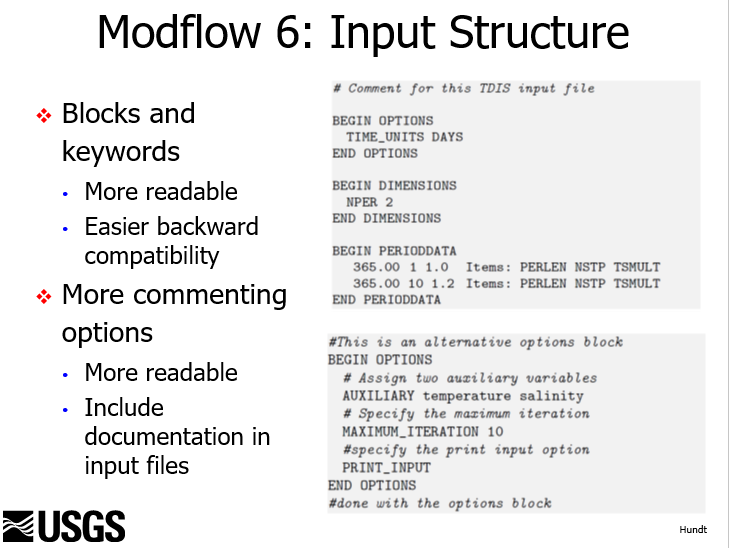 Modflow 6: Input Structure
Blocks and
keywords
More readable
Easier backward
compatibility
More commenting
options
More readable
Include
documentation in
input files
# Comment for this TDIS input file
BEGIN OPTIONS
TIME_UNITS DAYS
END OPTIONS
BEGIN DIMENSIONS
NPER 2
END DIMENSIONS
BEGIN PERIODDATA
365.00 1 1.0 Items: PERLEN NSTP TSMULT
365.00 10 1.2 Items: PERLEN NSTP TSMULT
END PERIODDATA
#This is an alternative options block
BEGIN OPTIONS
# Assign two auxiliary variables
AUXILIARY temperature salinity
# Specify the maximum iteration
MAXIMUM_ITERATION 10
#specify the print input option
PRINT_INPUT
END OPTIONS
#done with the options block
USGS
Hundt